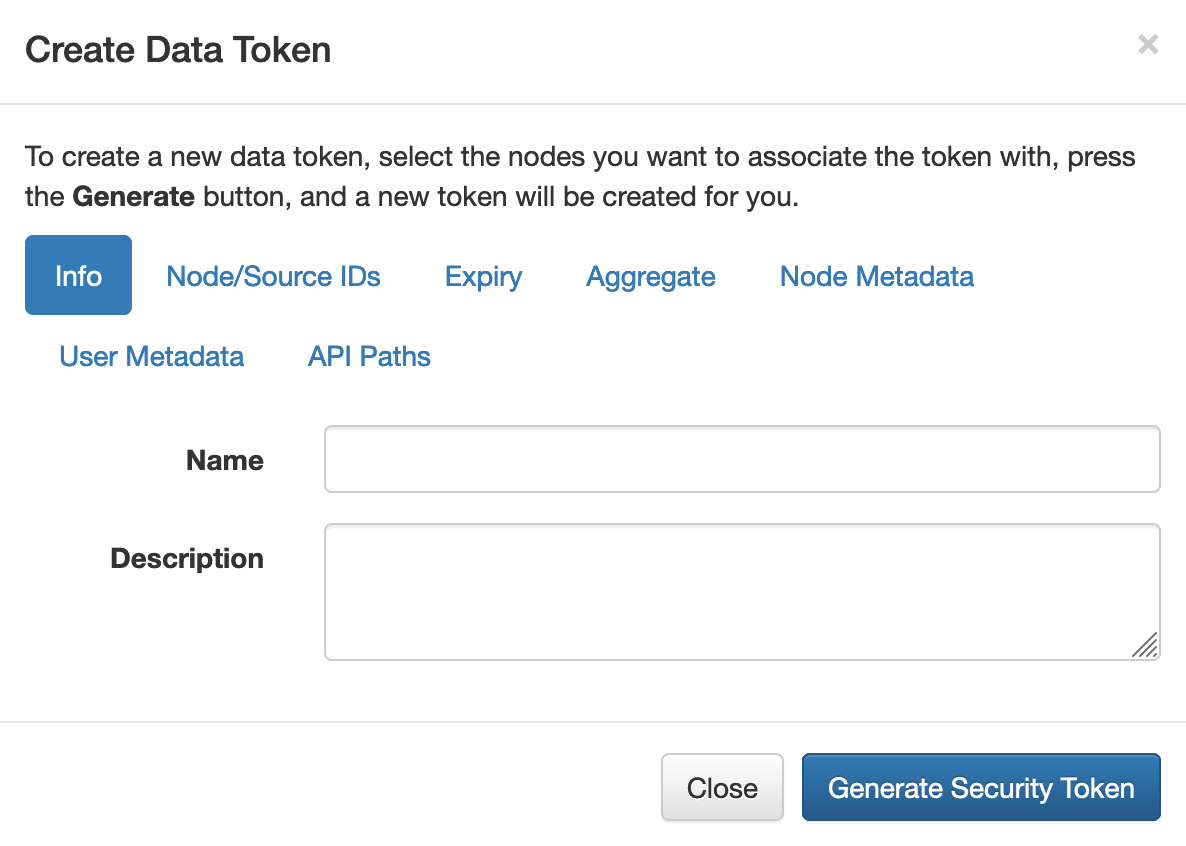 Create Data Token
×
To create a new data token, select the nodes you want to associate the token with, press
the Generate button, and a new token will be created for you.
Info Node/Source IDs Expiry Aggregate Node Metadata
User Metadata API Paths
Name
Description
Close Generate Security Token